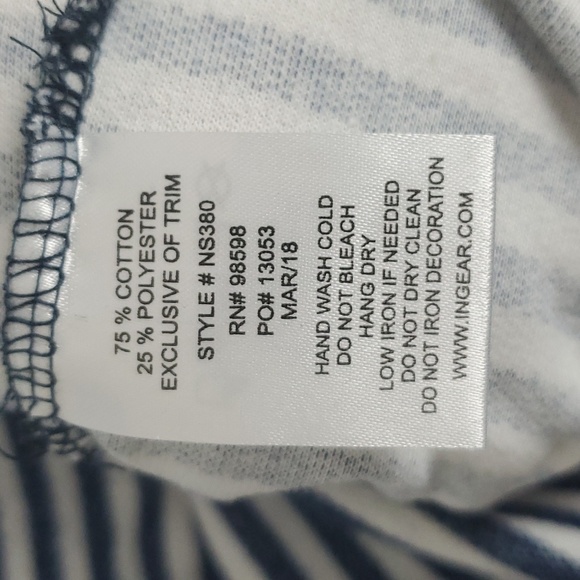 75 % COTTON
25 % POLYESTER
EXCLUSIVE OF TRIM
STYLE # NS380
RN# 98598
PO# 13053
MAR/18
HAND WASH COLD
DO NOT BLEACH
HANG DRY
LOW IRON IF NEEDED
DO NOT DRY CLEAN
DO NOT IRON DECORATION
WWW.INGEAR.COM